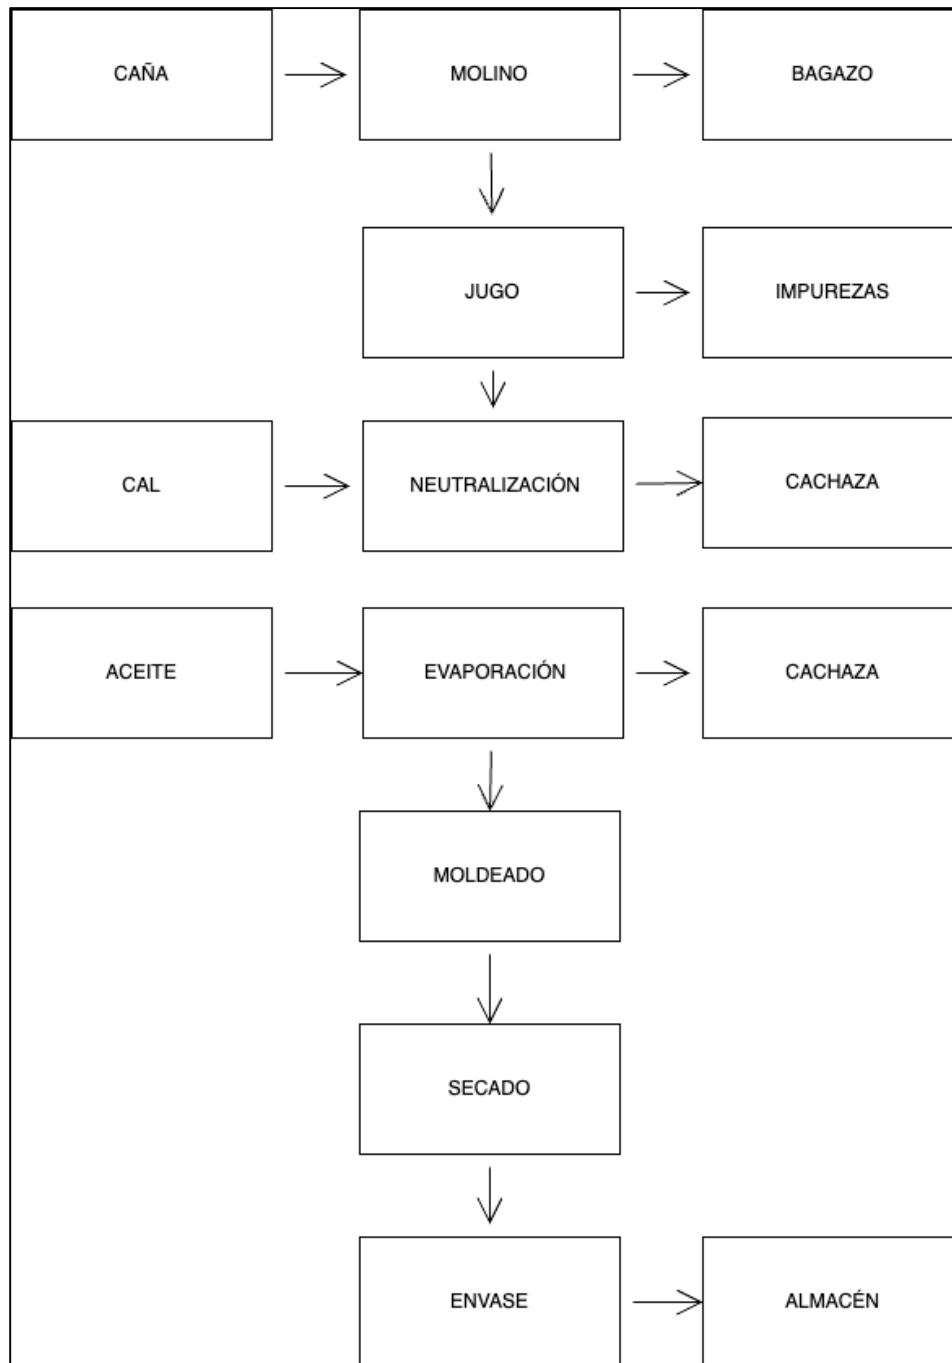 CAÑA
MOLINO
BAGAZO
JUGO
IMPUREZAS
CAL
NEUTRALIZACIÓN
CACHAZA
ACEITE
EVAPORACIÓN
CACHAZA
MOLDEADO
SECADO
ENVASE
ALMACÉN